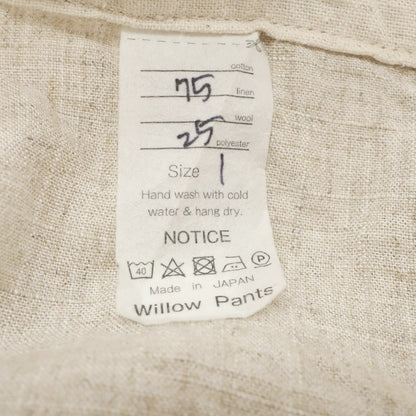 cotton
75 linen
wool
25 polyester
Size 1
Hand wash with cold
water & hang dry.
NOTICE
40 P
Made in JAPAN
Willow Pants